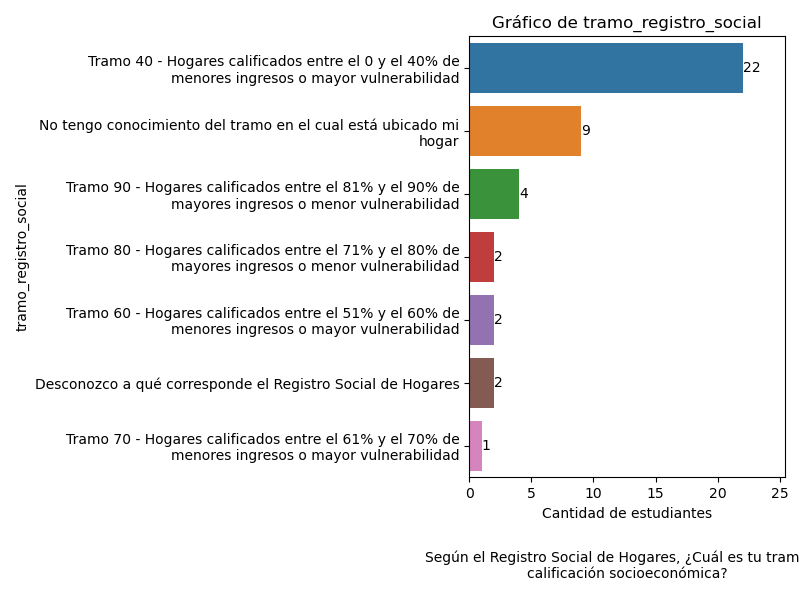 Gráfico de tramo_registro_social
Tramo 40 - Hogares calificados entre el 0 y el 40% de
menores ingresos o mayor vulnerabilidad
22
No tengo conocimiento del tramo en el cual está ubicado mi
hogar
9
Tramo 90 - Hogares calificados entre el 81% y el 90% de
mayores ingresos o menor vulnerabilidad
4
Tramo 80 - Hogares calificados entre el 71% y el 80% de
mayores ingresos o menor vulnerabilidad
2
Tramo 60 - Hogares calificados entre el 51% y el 60% de
menores ingresos o mayor vulnerabilidad
2
Desconozco a qué corresponde el Registro Social de Hogares
2
Tramo 70 - Hogares calificados entre el 61% y el 70% de
menores ingresos o mayor vulnerabilidad
1
tramo_registro_social
0 5 10 15 20 25
Cantidad de estudiantes
Según el Registro Social de Hogares, ¿Cuál es tu tram
calificación socioeconómica?